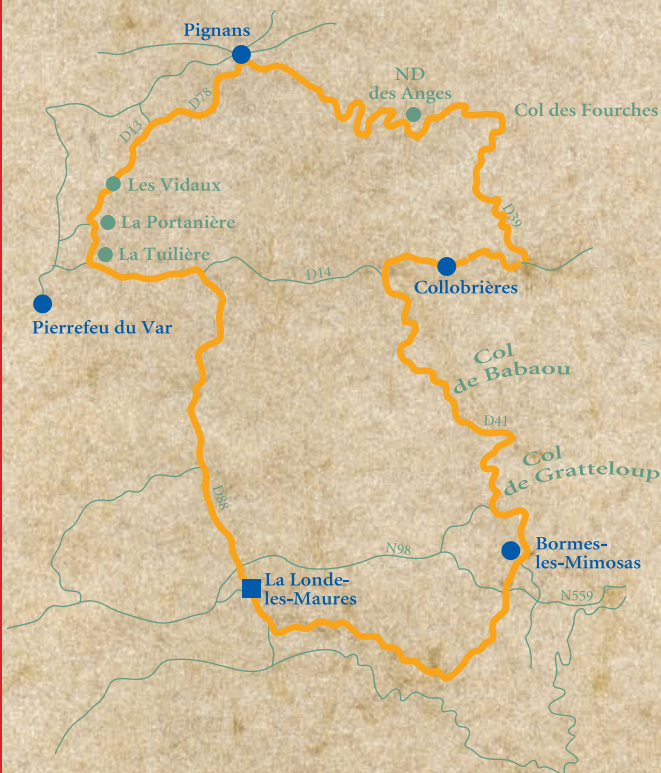 Pignans
ND
des Anges
Col des Fourches
D78
D13
Les Vidaux
La Portanière
La Tuilière
D39
D14
Collobrières
Pierrefeu du Var
Col
de Babaou
D41
Col
de Gratteloup
D88
N98
Bormes-
les-Mimosas
La Londe-
les-Maures
N559